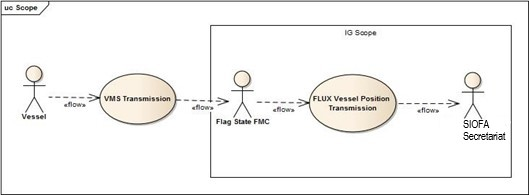 uc Scope
IG Scope
VMS Transmission
FLUX Vessel Position
Transmission
«flow»
«flow»
«flow»
«flow»
Vessel
Flag State FMC
SIOFA
Secretariat